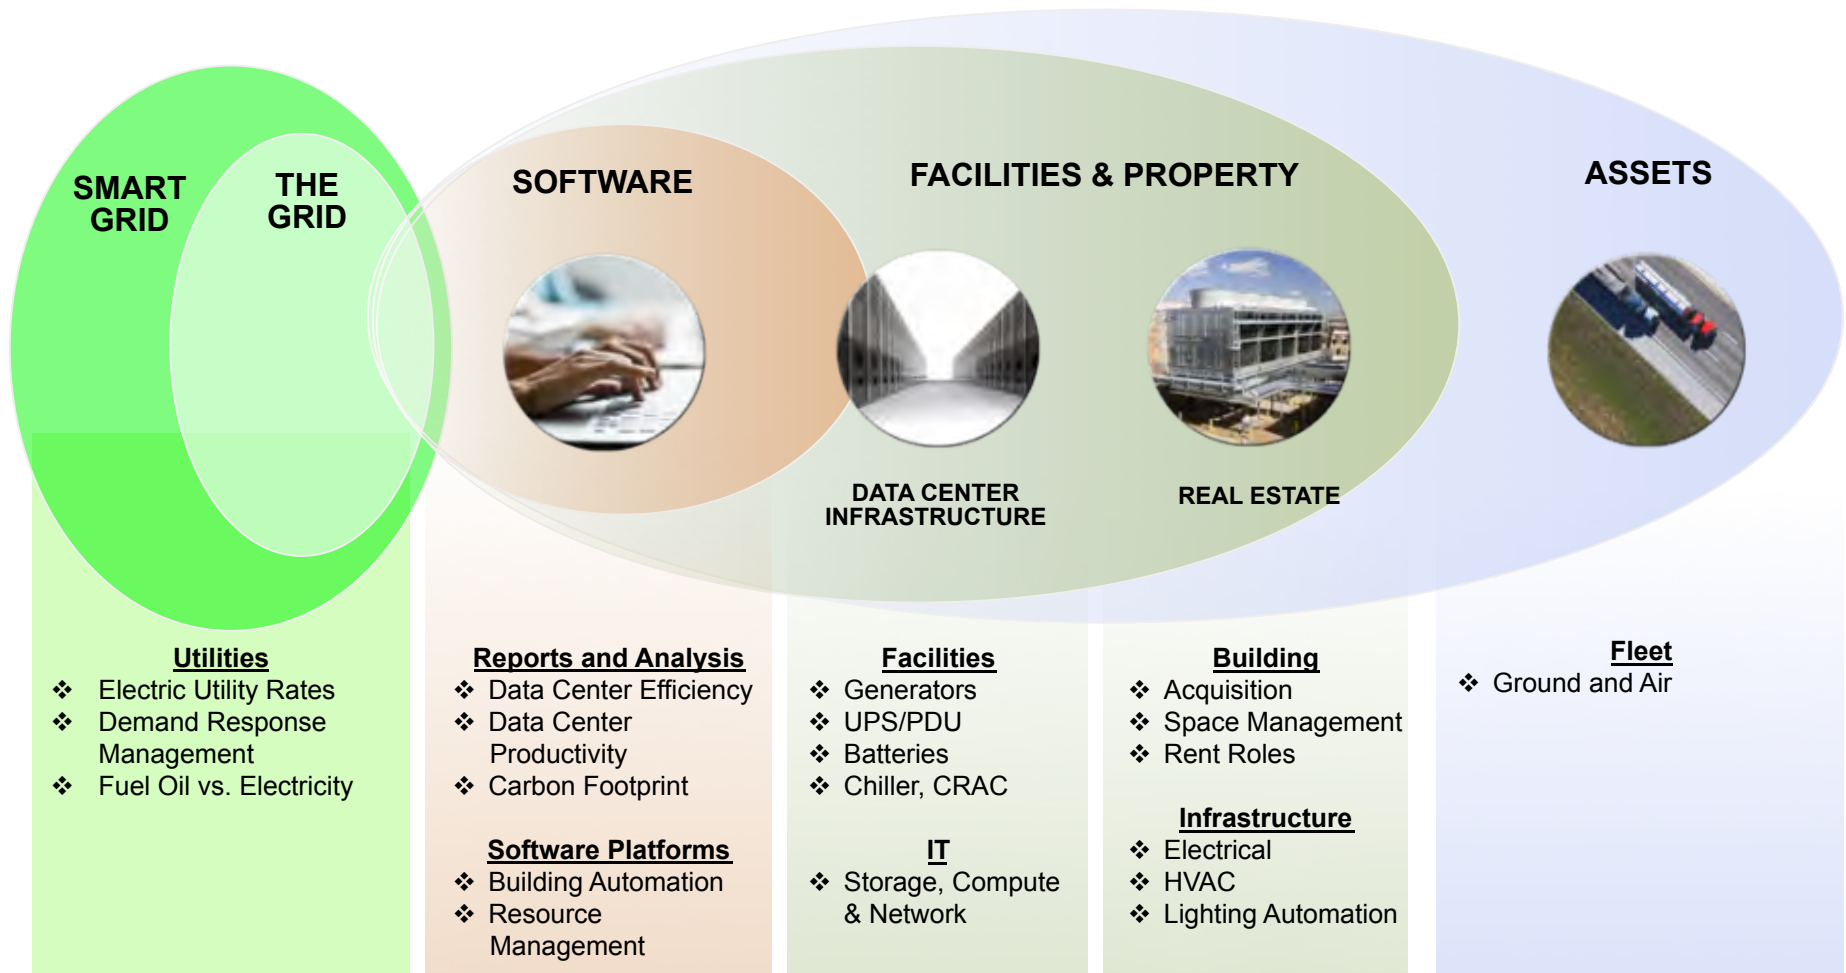 SMART
GRID
THE
GRID
SOFTWARE
FACILITIES & PROPERTY
ASSETS
DATA CENTER
INFRASTRUCTURE
REAL ESTATE
Utilities
❖ Electric Utility Rates
❖ Demand Response
Management
❖ Fuel Oil vs. Electricity
Reports and Analysis
❖ Data Center Efficiency
❖ Data Center
Productivity
❖ Carbon Footprint
Software Platforms
❖ Building Automation
❖ Resource
Management
Facilities
❖ Generators
❖ UPS/PDU
❖ Batteries
❖ Chiller, CRAC
IT
❖ Storage, Compute
& Network
Building
❖ Acquisition
❖ Space Management
❖ Rent Roles
Infrastructure
❖ Electrical
❖ HVAC
❖ Lighting Automation
Fleet
❖ Ground and Air